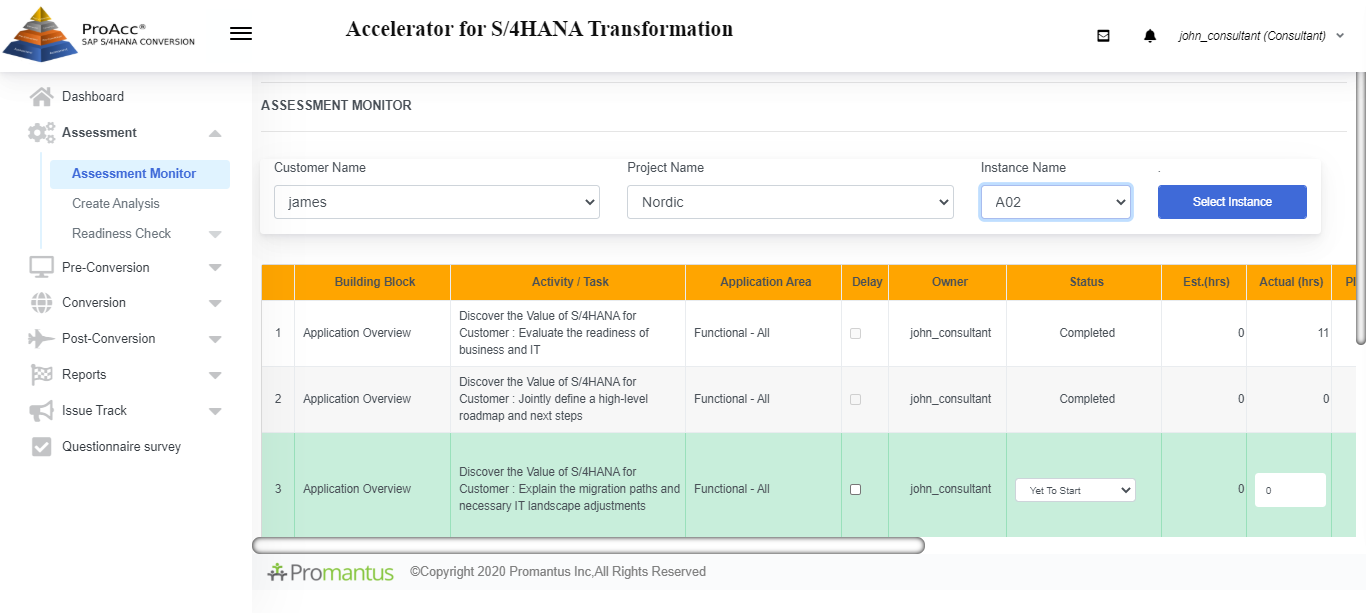 ProAcc®
SAP S/4HANA CONVERSION
Accelerator for S/4HANA Transformation
john_consultant (Consultant)
Dashboard
Assessment
Assessment Monitor
Create Analysis
Readiness Check
Pre-Conversion
Conversion
Post-Conversion
Reports
Issue Track
Questionnaire survey
ASSESSMENT MONITOR
Customer Name Project Name Instance Name .
james Nordic A02 Select Instance
Building Block Activity / Task Application Area Delay Owner Status Est.(hrs) Actual (hrs) Pl
Discover the Value of S/4HANA for
1 Application Overview Customer : Evaluate the readiness of Functional - All john_consultant Completed 0 11
business and IT
Discover the Value of S/4HANA for
2 Application Overview Customer : Jointly define a high-level Functional - All john_consultant Completed 0 0
roadmap and next steps
Discover the Value of S/4HANA for
3 Application Overview Customer : Explain the migration paths and Functional - All john_consultant Yet To Start 0 0
necessary IT landscape adjustments
Promantus ©Copyright 2020 Promantus Inc,All Rights Reserved